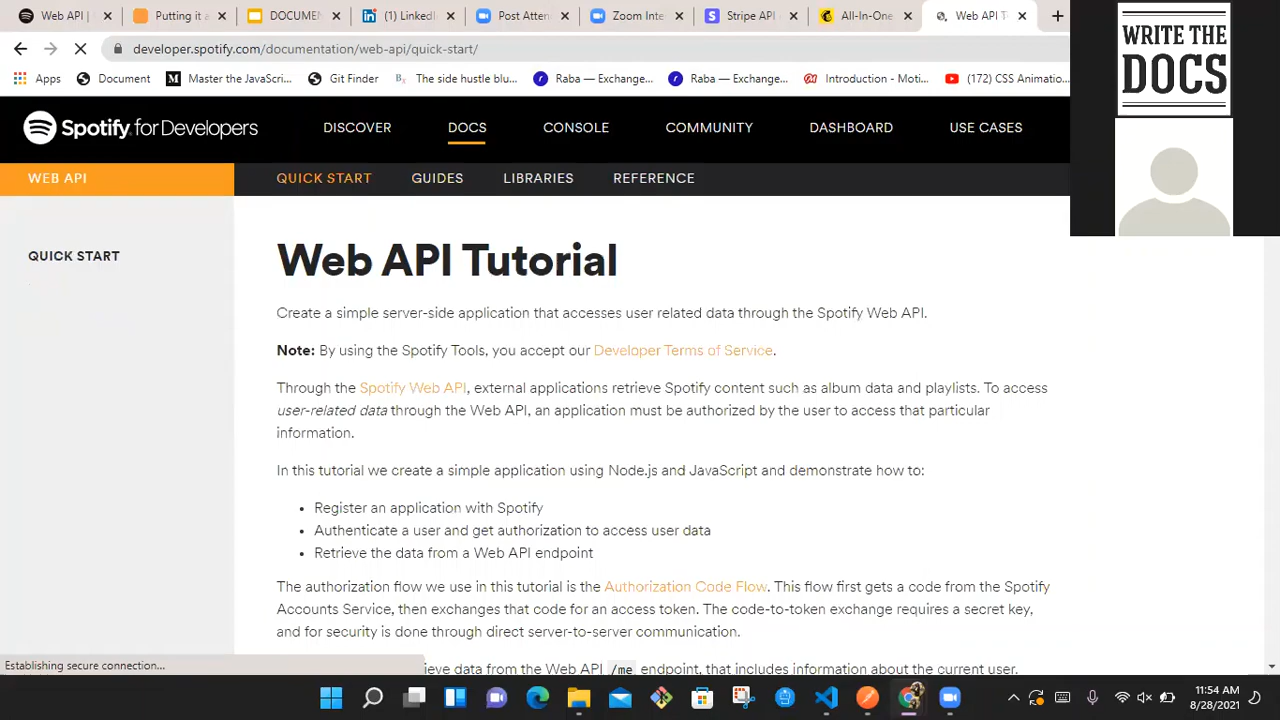 Web API |
Putting it a
DOCUME
(1) LinkedI
Post Atten
Zoom Inte
Stripe API
All-In-One
Web API T
developer.spotify.com/documentation/web-api/quick-start/
Apps
Document
Master the JavaScri...
Git Finder
The side hustle blu...
Raba — Exchange...
Raba — Exchange...
Introduction - Moti...
(172) CSS Animatio...
WRITE THE
DOCS
Spotify for Developers
DISCOVER
DOCS
CONSOLE
COMMUNITY
DASHBOARD
USE CASES
WEB API
QUICK START
GUIDES
LIBRARIES
REFERENCE
QUICK START
Web API Tutorial
Create a simple server-side application that accesses user related data through the Spotify Web API.
Note: By using the Spotify Tools, you accept our Developer Terms of Service.
Through the Spotify Web API, external applications retrieve Spotify content such as album data and playlists. To access
user-related data through the Web API, an application must be authorized by the user to access that particular
information.
In this tutorial we create a simple application using Node.js and JavaScript and demonstrate how to:
• Register an application with Spotify
• Authenticate a user and get authorization to access user data
• Retrieve the data from a Web API endpoint
The authorization flow we use in this tutorial is the Authorization Code Flow. This flow first gets a code from the Spotify
Accounts Service, then exchanges that code for an access token. The code-to-token exchange requires a secret key,
and for security is done through direct server-to-server communication.
ieve data from the Web API /me endpoint, that includes information about the current user.
Establishing secure connection...
11:54 AM
8/28/2021